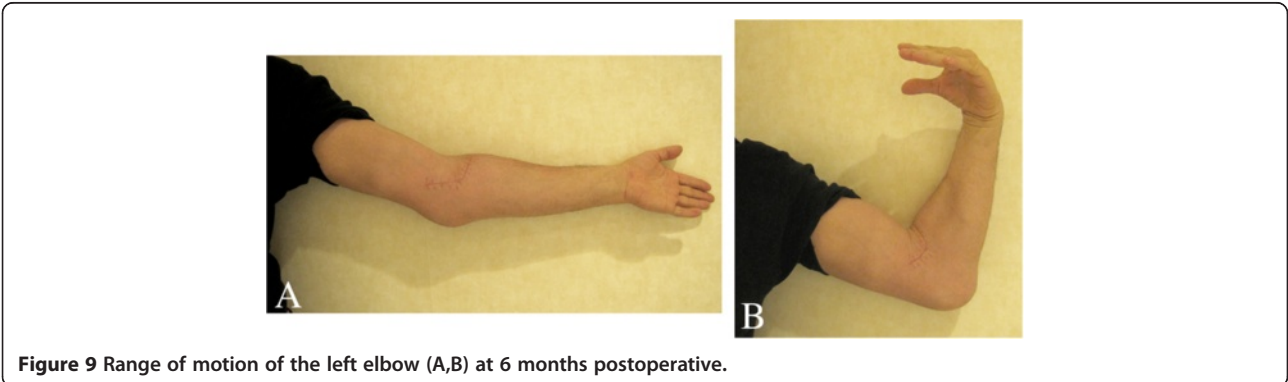 A
B
Figure 9 Range of motion of the left elbow (A,B) at 6 months postoperative.